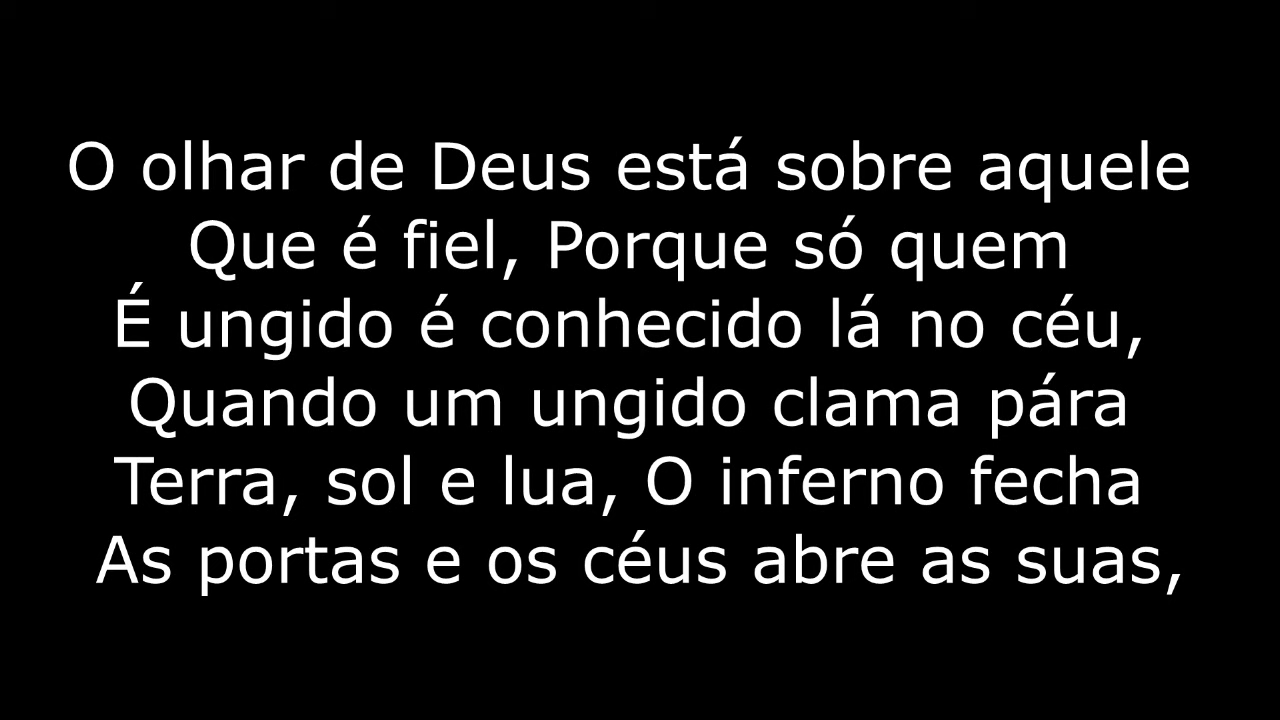 O olhar de Deus está sobre aquele
Que é fiel, Porque só quem
É ungido é conhecido lá no céu,
Quando um ungido clama pára
Terra, sol e lua, O inferno fecha
As portas e os céus abre as suas,